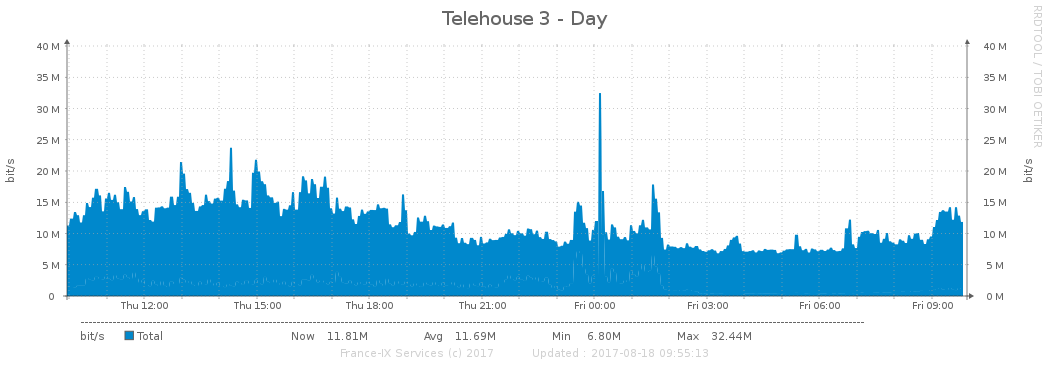 Telehouse 3 - Day
RRDTOOL / TOBI OETIKER
bit/s
40 M
35 M
30 M
25 M
20 M
15 M
10 M
5 M
0
40 M
35 M
30 M
25 M
20 M
15 M
10 M
5 M
0 M
bit/s
Thu 12:00 Thu 15:00 Thu 18:00 Thu 21:00 Fri 00:00 Fri 03:00 Fri 06:00 Fri 09:00
bit/s Total Now 11.81M Avg 11.69M Min 6.80M Max 32.44M
France-IX Services (c) 2017 Updated : 2017-08-18 09:55:13